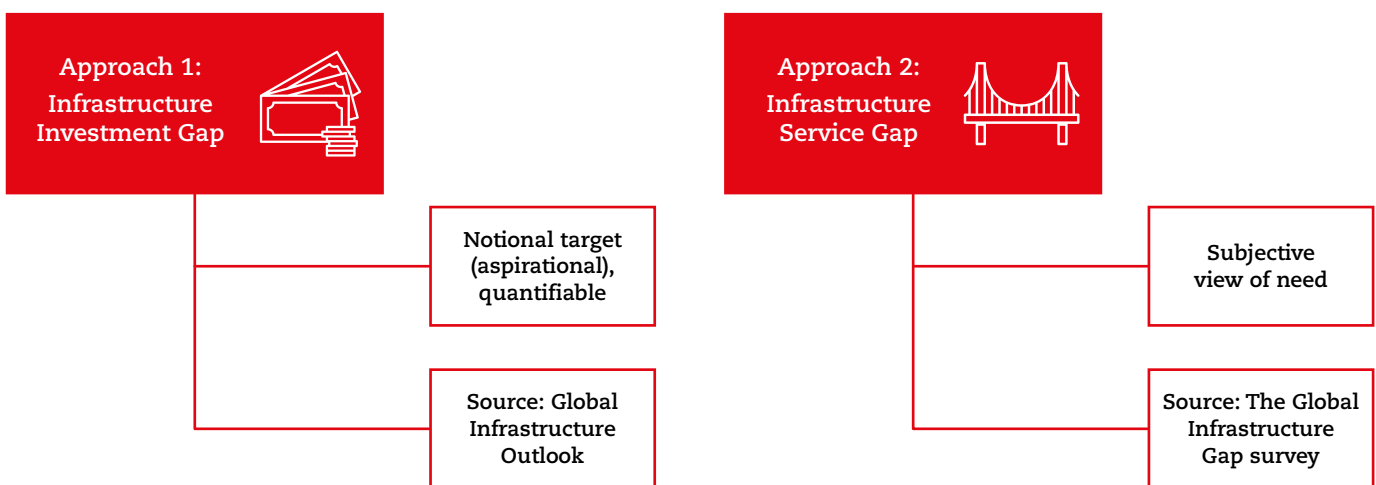 Approach 1:
Infrastructure
Investment Gap
Notional target
(aspirational),
quantifiable
Source: Global
Infrastructure
Outlook
Approach 2:
Infrastructure
Service Gap
Subjective
view of need
Source: The Global
Infrastructure
Gap survey